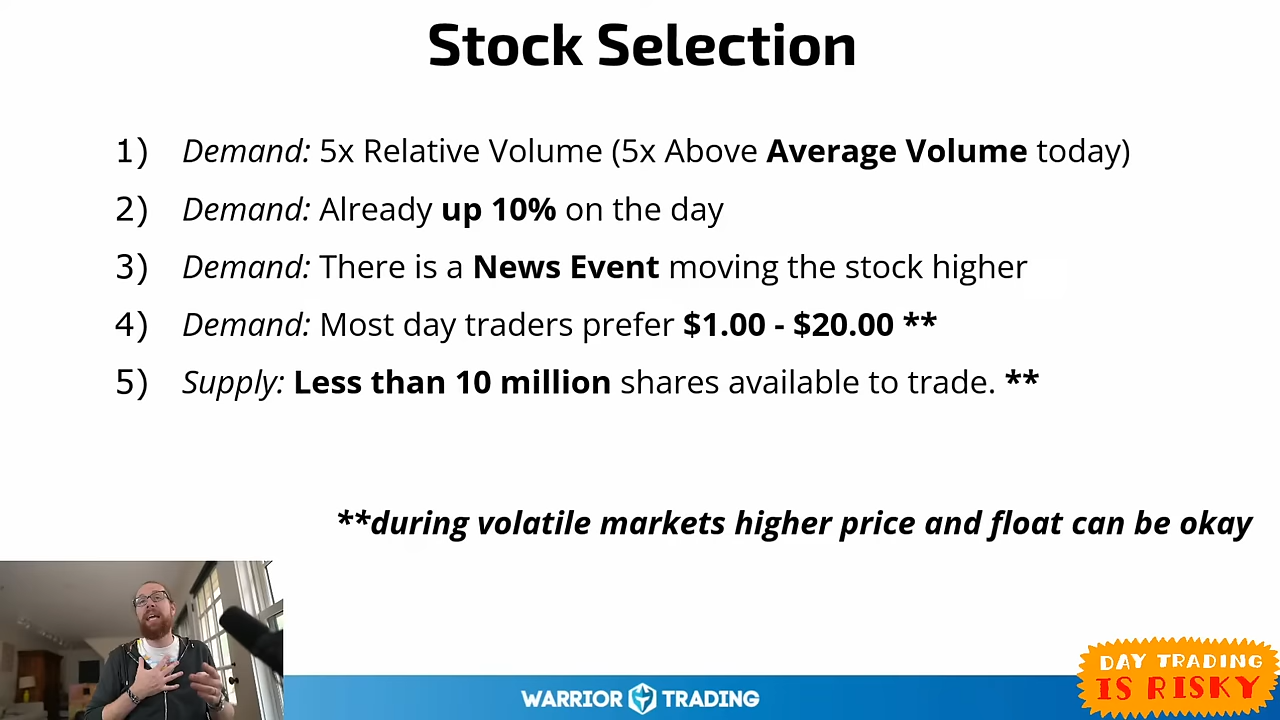 Stock Selection
1) Demand: 5x Relative Volume (5x Above Average Volume today)
2) Demand: Already up 10% on the day
3) Demand: There is a News Event moving the stock higher
4) Demand: Most day traders prefer $1.00 - $20.00 **
5) Supply: Less than 10 million shares available to trade. **
**during volatile markets higher price and float can be okay
DAY TRADING
IS RISKY
WARRIOR TRADING